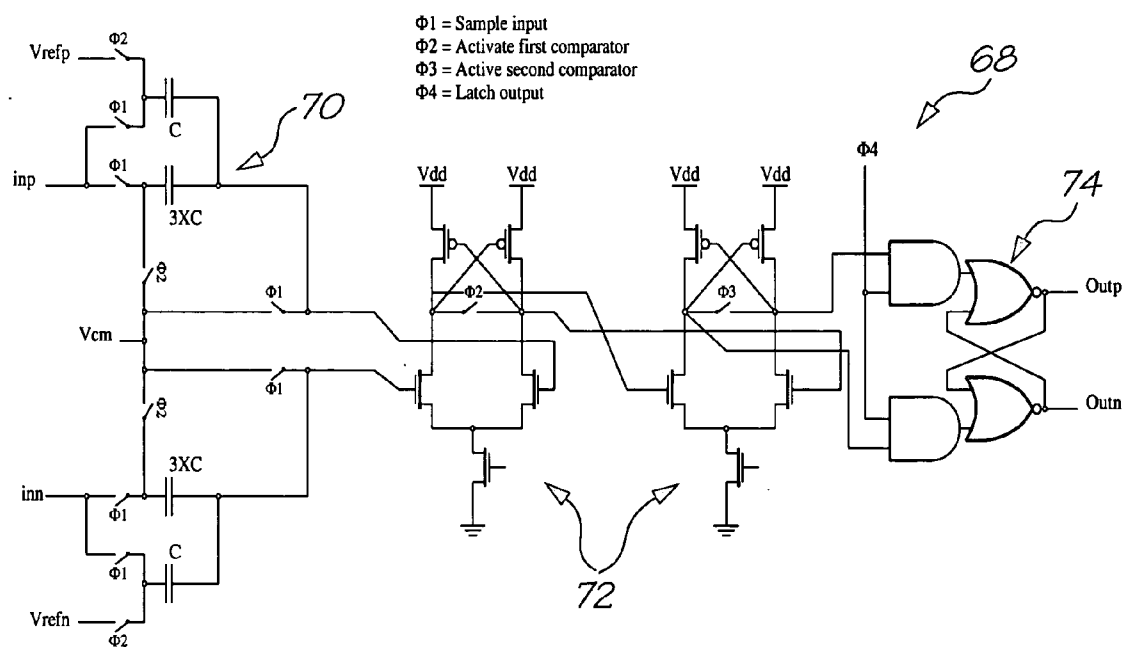 Φ1 = Sample input
Φ2 = Activate first comparator
Φ3 = Active second comparator
Φ4 = Latch output
68
Φ2
Vrefp
Φ1
C
70
Φ4
Φ1
inp
3XC
Vdd
Vdd
Vdd
Vdd
74
Φ2
Φ1
Φ2
Φ3
Outp
Vcm
Φ1
Outn
Φ2
3XC
inn
Φ1
C
Φ1
72
Vrefn
Φ2